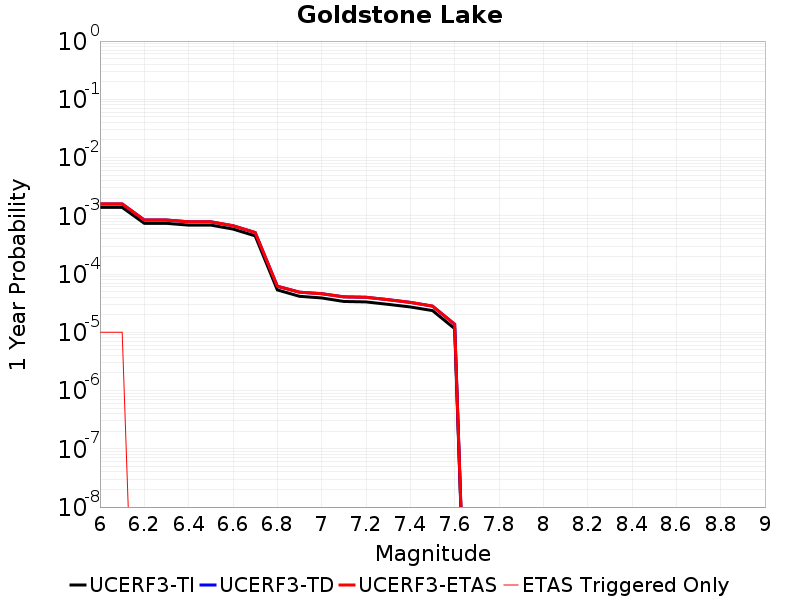 Goldstone Lake
1 Year Probability
10^0
10^-1
10^-2
10^-3
10^-4
10^-5
10^-6
10^-7
10^-8
6 6.2 6.4 6.6 6.8 7 7.2 7.4 7.6 7.8 8 8.2 8.4 8.6 8.8 9
Magnitude
UCERF3-TI UCERF3-TD UCERF3-ETAS ETAS Triggered Only